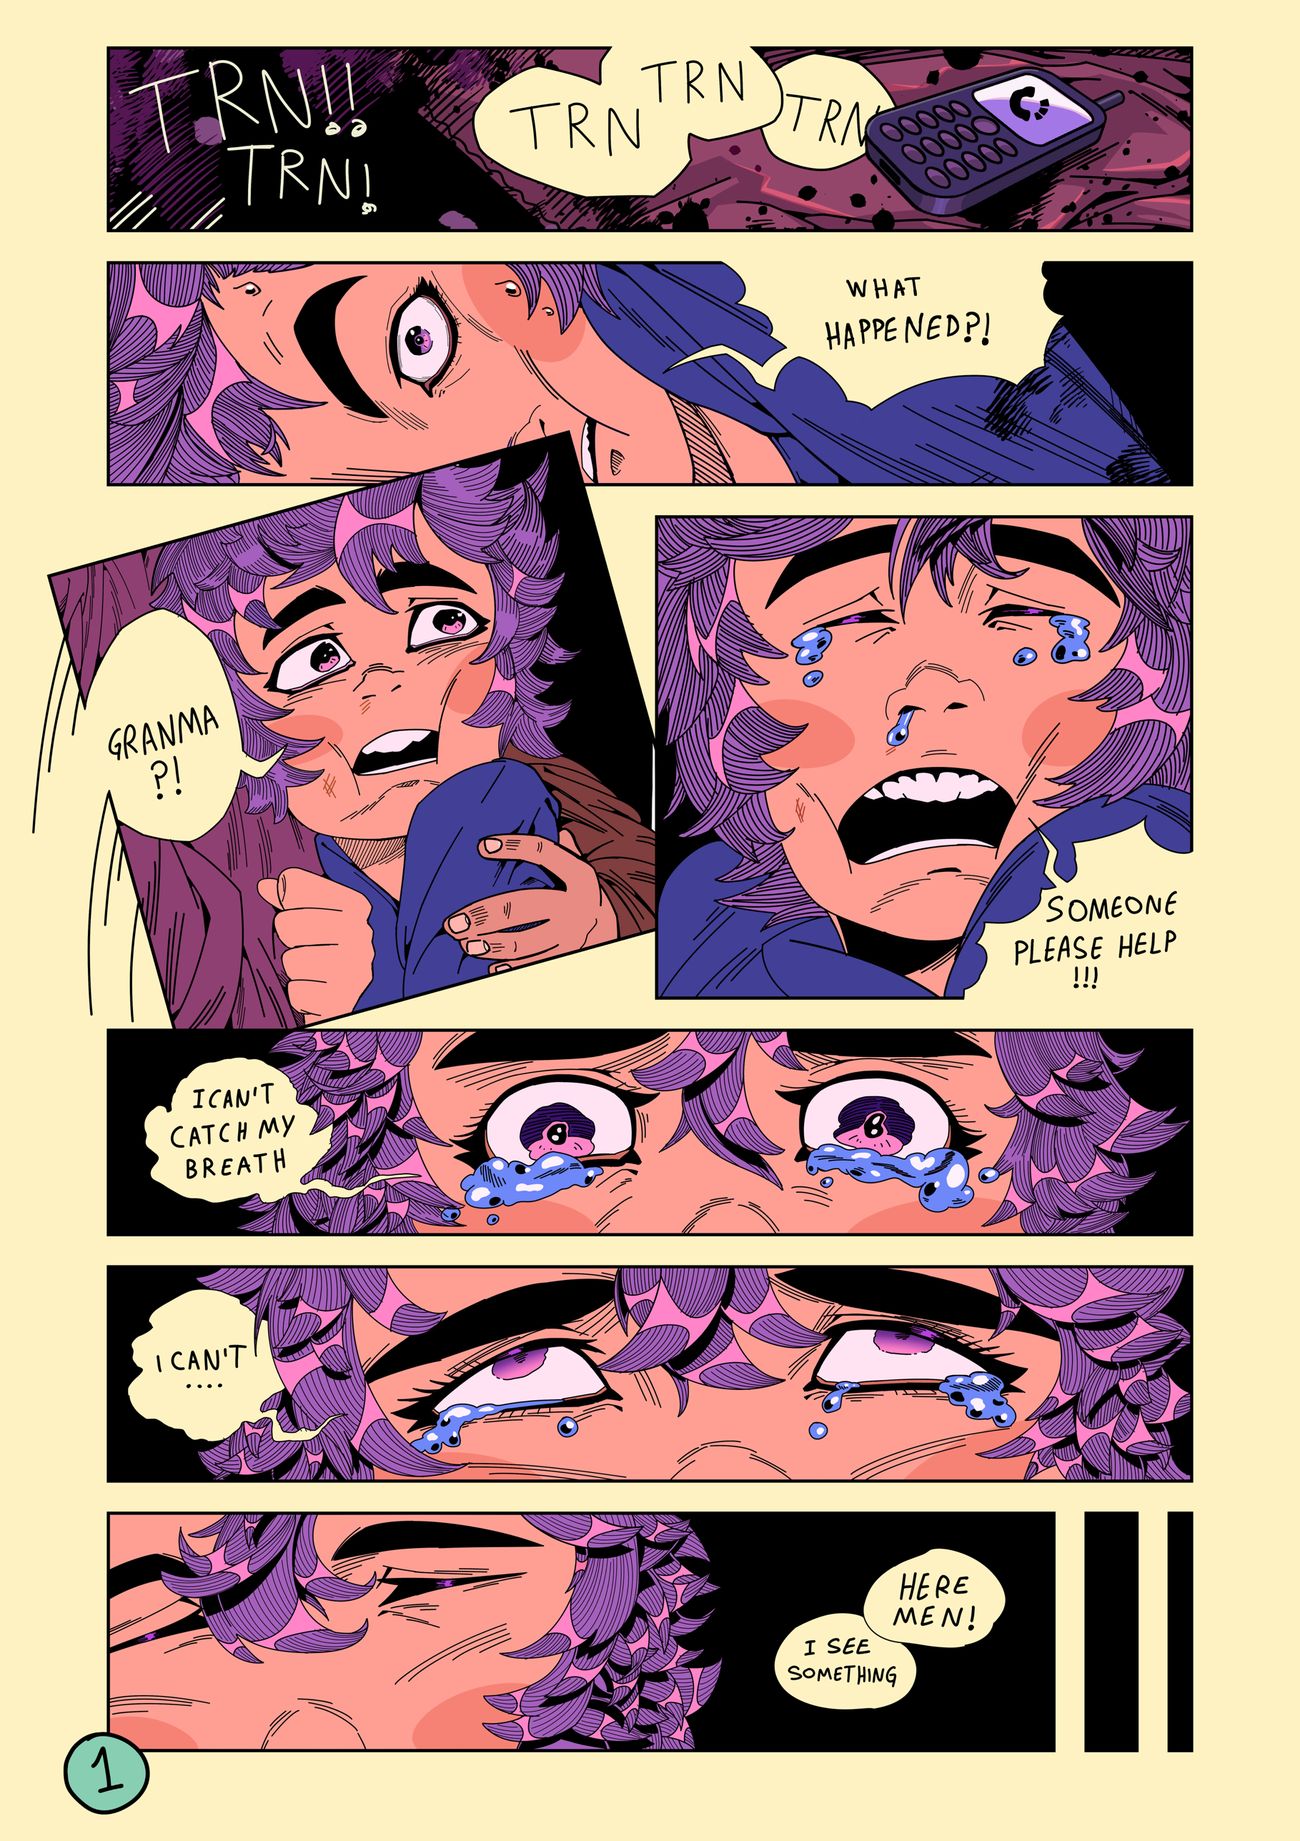 TRN!!
TRN!
TRN
TRN
TRN
WHAT
HAPPENED?!
GRANMA
?!
SOMEONE
PLEASE HELP
!!!
I CAN'T
CATCH MY
BREATH
I CAN'T
....
HERE
MEN!
I SEE
SOMETHING
1